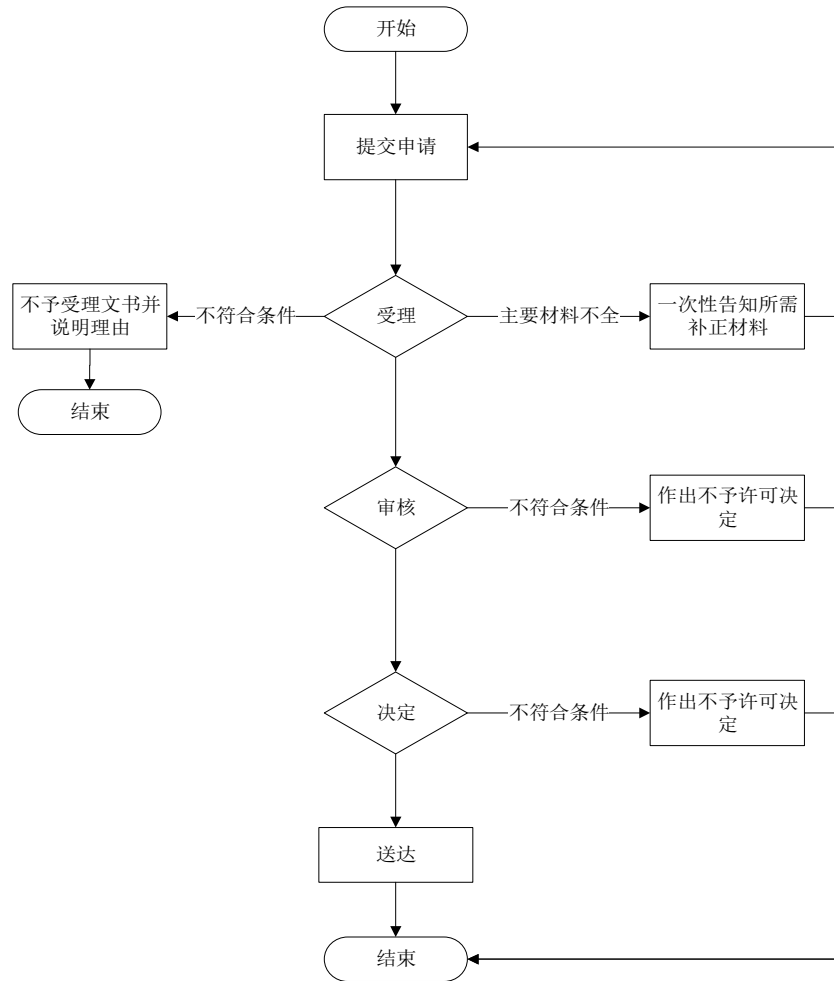 开始
提交申请
不予受理文书并
说明理由
不符合条件
受理
主要材料不全
一次性告知所需
补正材料
结束
审核
不符合条件
作出不予许可决
定
决定
不符合条件
作出不予许可决
定
送达
结束